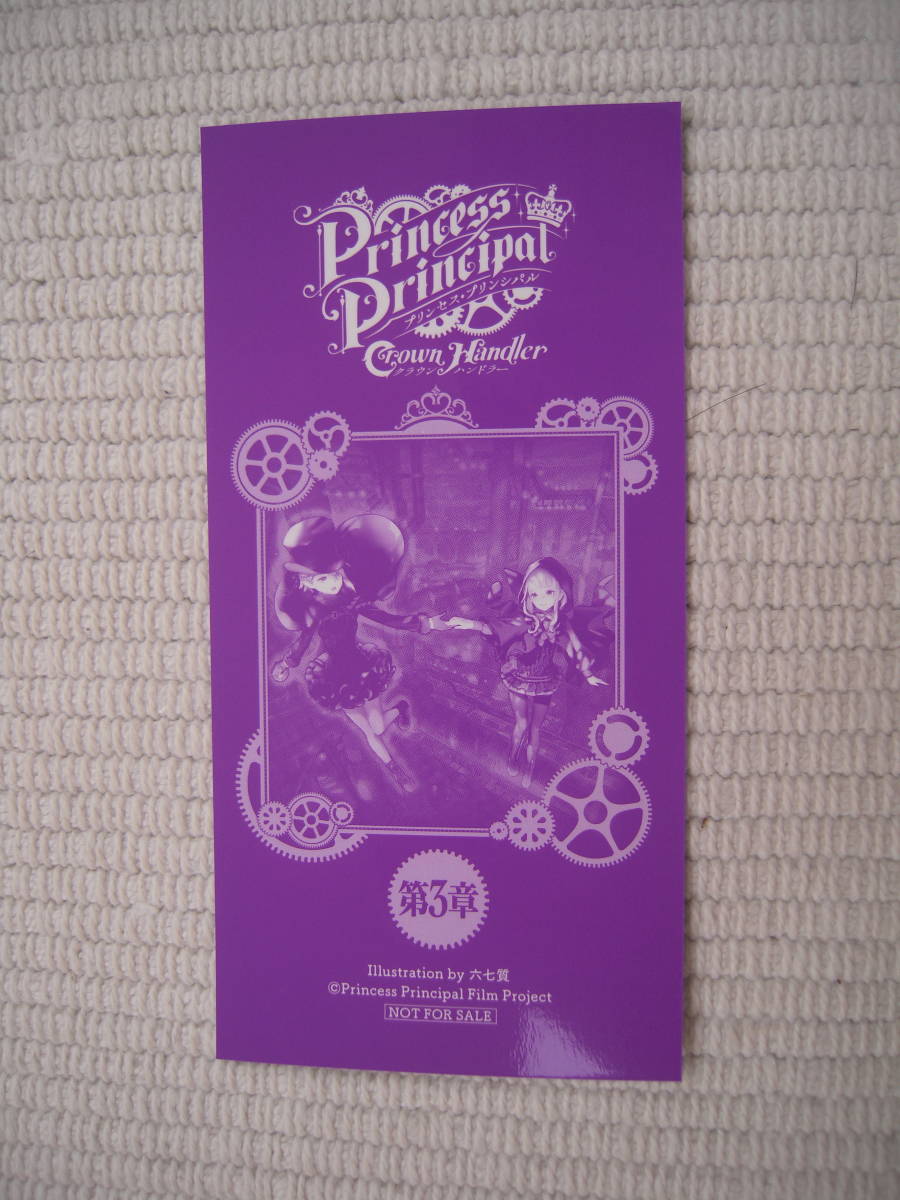 Princess
Principal
プリンセス・プリンシパル
Crown Handler
クラウン ハンドラー
第3章
Illustration by 六七質
©Princess Principal Film Project
NOT FOR SALE